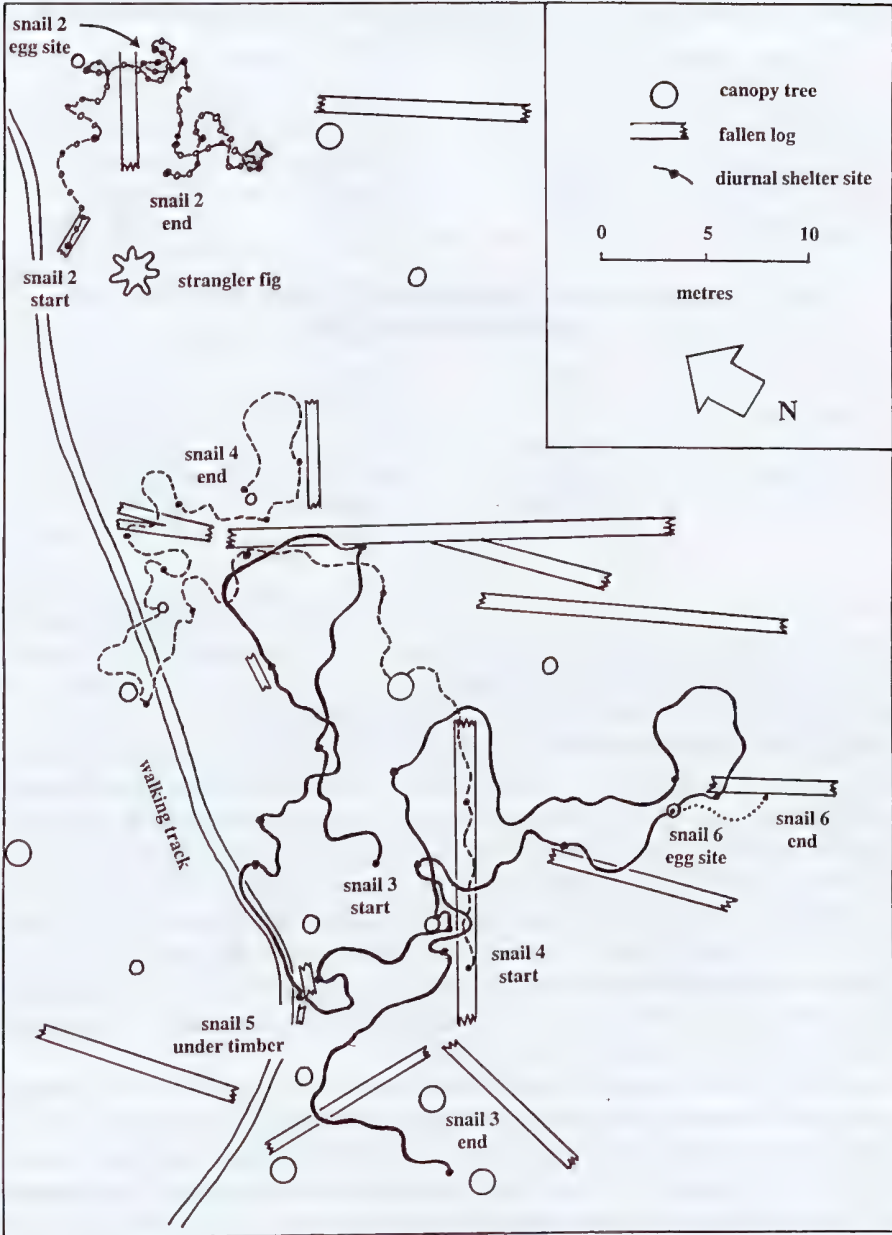 snail 2
egg site
snail 2
end
snail 2
start
strangler fig
canopy tree
fallen log
diurnal shelter site
0 5 10
metres
N
snail 4
end
walking track
snail 3
start
snail 6
egg site
snail 6
end
snail 4
start
snail 5
under timber
snail 3
end